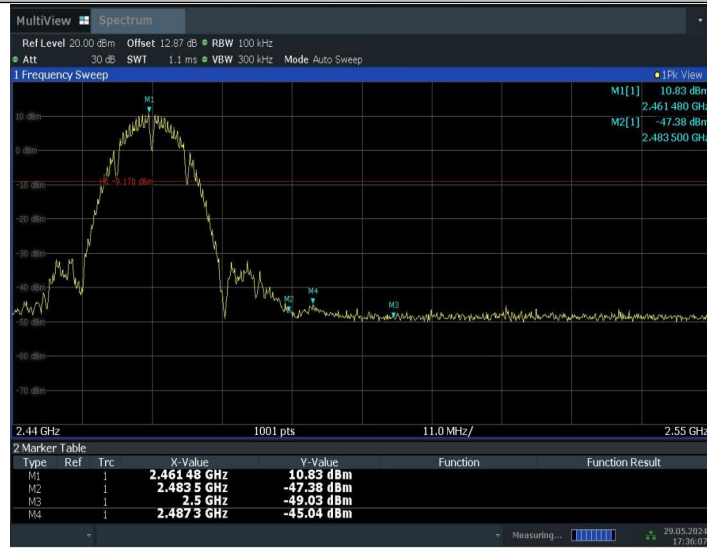 MultiView Spectrum
Ref Level 20.00 dBm Offset 12.87 dB RBW 100 kHz
Att 30 dB SWT 1.1 ms VBW 300 kHz Mode Auto Sweep
1 Frequency Sweep 1Pk View
M1[1] 10.83 dBm
2.461 480 GHz
M2[1] -47.38 dBm
2.483 500 GHz
M1
10 dBm
0 dBm
H1 -9.178 dBm
-10 dBm
-20 dBm
-30 dBm
-40 dBm
M2 M4 M3
-50 dBm
-60 dBm
-70 dBm
2.44 GHz 1001 pts 11.0 MHz/ 2.55 GHz
2 Marker Table
Type Ref Trc X-Value Y-Value Function Function Result
M1 1 2.461 48 GHz 10.83 dBm
M2 1 2.483 5 GHz -47.38 dBm
M3 1 2.5 GHz -49.03 dBm
M4 1 2.487 3 GHz -45.04 dBm
Measuring... 29.05.2024
17:36:07